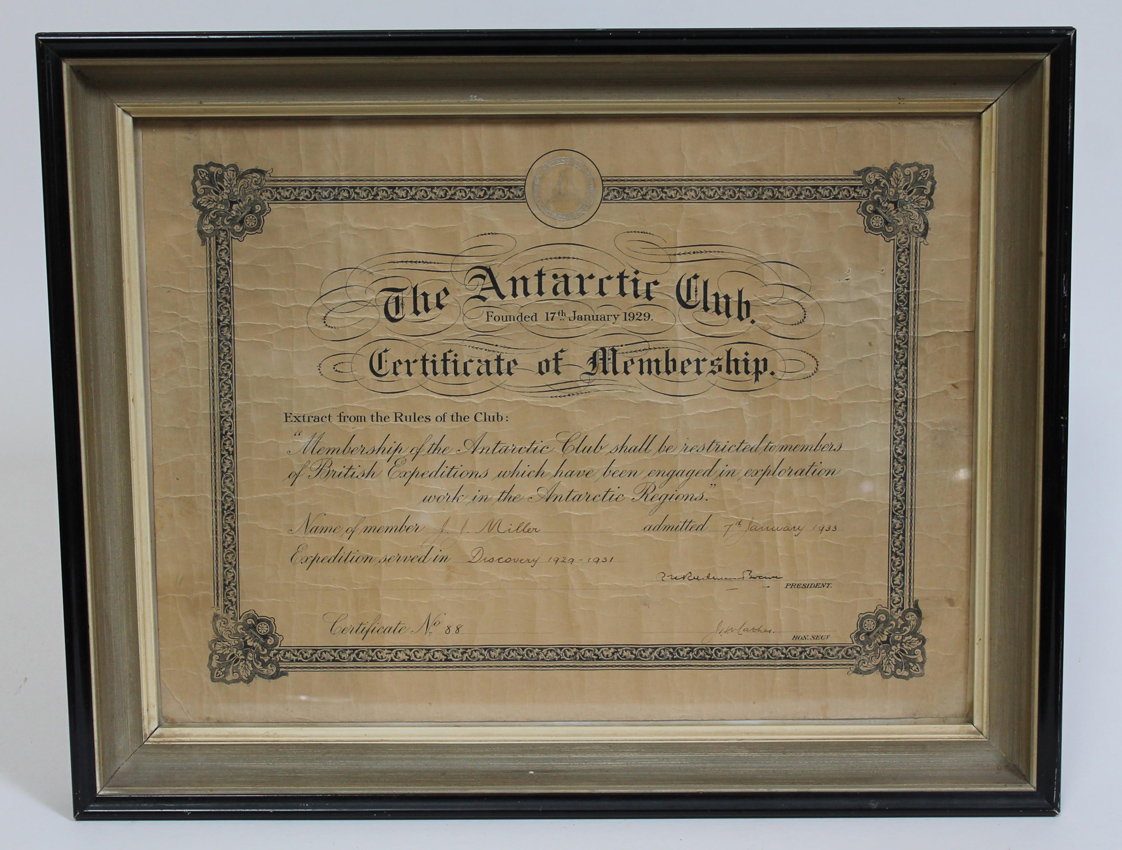 The Antarctic Club.
Founded 17th January 1929.
Certificate of Membership.
Extract from the Rules of the Club:
"Membership of the Antarctic Club shall be restricted to members
of British Expeditions which have been engaged in exploration
work in the Antarctic Regions."
Name of member Miller admitted 7th January 1933
Expedition served in Discovery 1929-1931
PRESIDENT.
Certificate No. 88
HON. SECY